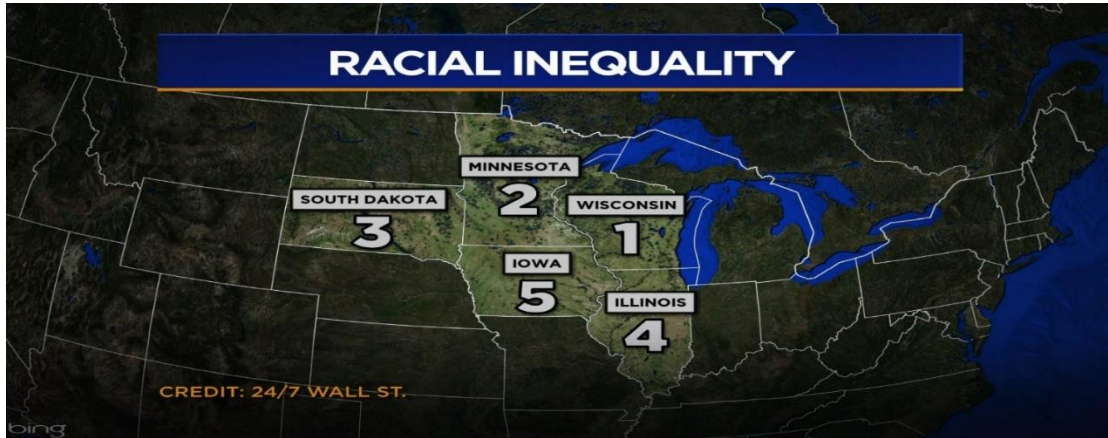 RACIAL INEQUALITY
MINNESOTA
2
SOUTH DAKOTA
3
WISCONSIN
1
IOWA
5
ILLINOIS
4
CREDIT: 24/7 WALL ST.
bing